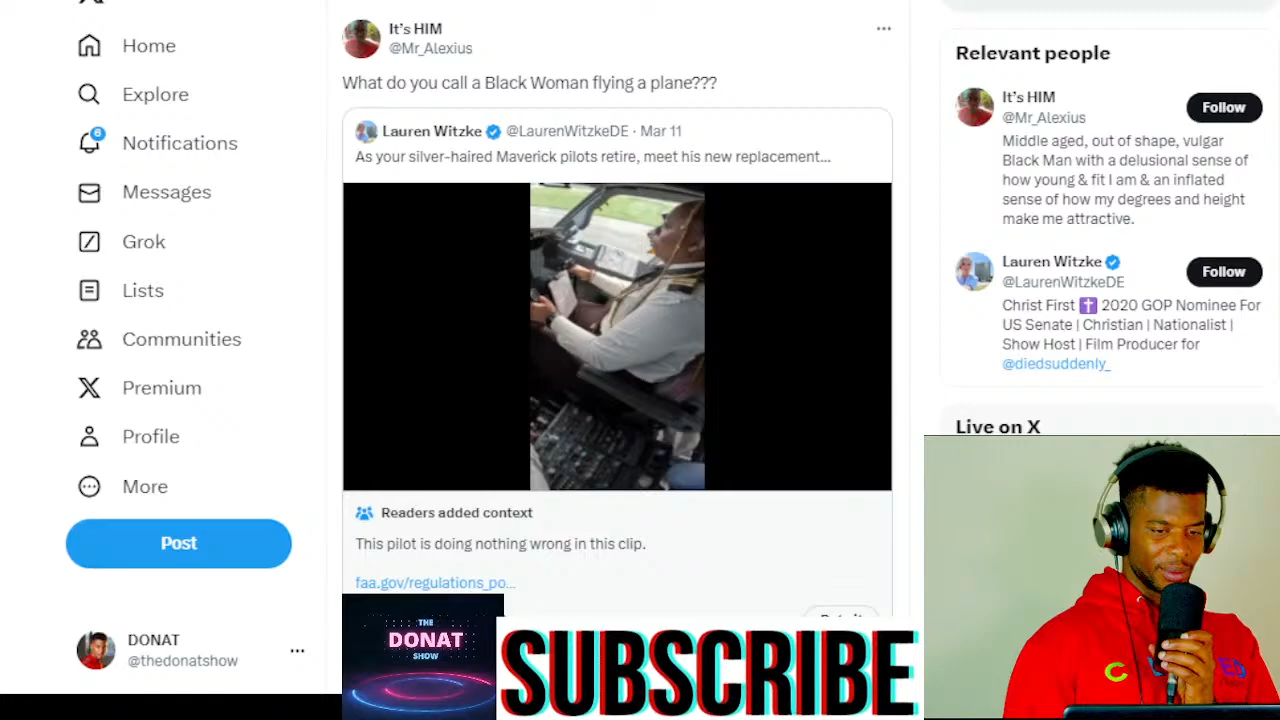 Home
Explore
6
Notifications
Messages
Grok
Lists
Communities
Premium
Profile
More
Post
DONAT
@thedonatshow
It's HIM
@Mr_Alexius
What do you call a Black Woman flying a plane???
Lauren Witzke @LaurenWitzkeDE · Mar 11
As your silver-haired Maverick pilots retire, meet his new replacement...
Readers added context
This pilot is doing nothing wrong in this clip.
faa.gov/regulations_po...
THE
DONAT
SHOW
SUBSCRIBE
Relevant people
It's HIM
@Mr_Alexius
Follow
Middle aged, out of shape, vulgar
Black Man with a delusional sense of
how young & fit I am & an inflated
sense of how my degrees and height
make me attractive.
Lauren Witzke
@LaurenWitzkeDE
Follow
Christ First ✝️ 2020 GOP Nominee For
US Senate | Christian | Nationalist |
Show Host | Film Producer for
@diedsuddenly_
Live on X